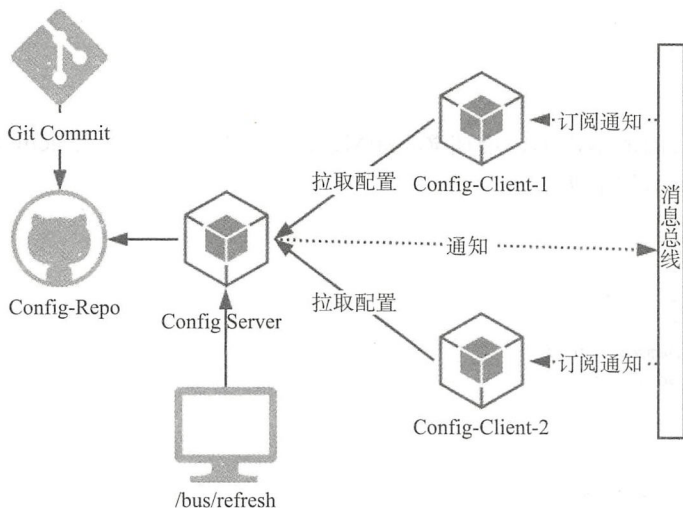 Git Commit
订阅通知
拉取配置
Config-Client-1
消息总线
通知
Config-Repo
Config Server
拉取配置
订阅通知
Config-Client-2
/bus/refresh